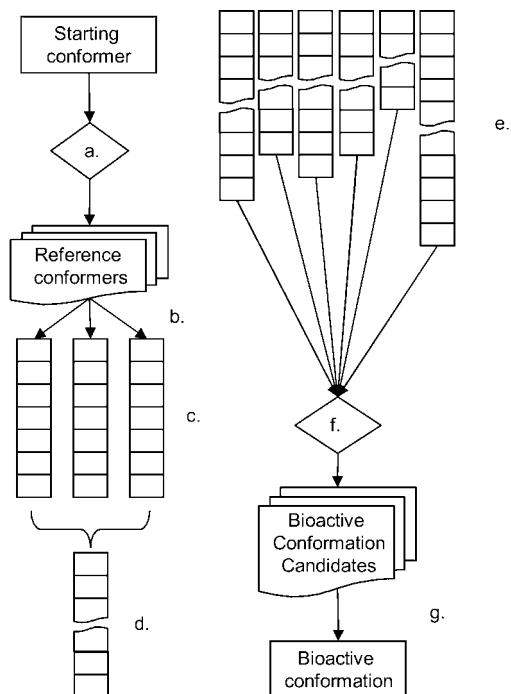 Starting
conformer
a.
Reference
conformers
b.
c.
d.
e.
f.
Bioactive
Conformation
Candidates
g.
Bioactive
conformation